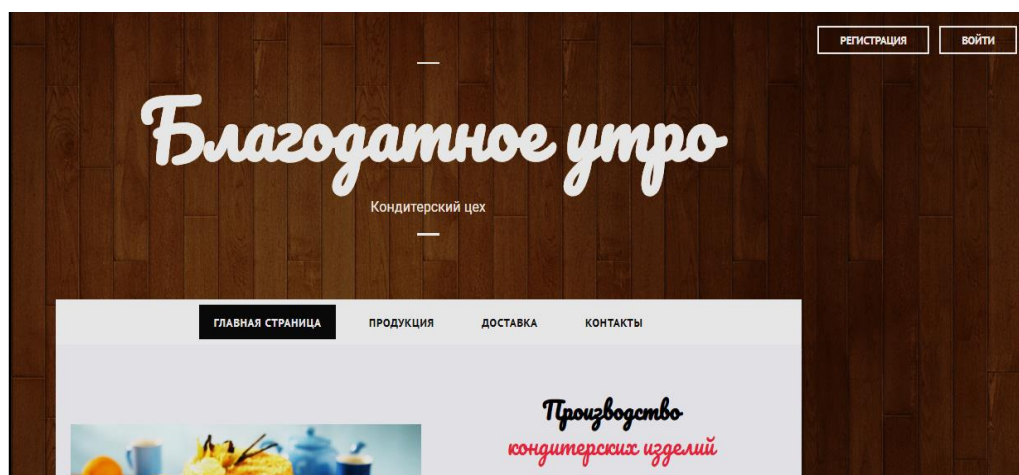 РЕГИСТРАЦИЯ ВОЙТИ
Благодатное утро
Кондитерский цех
ГЛАВНАЯ СТРАНИЦА ПРОДУКЦИЯ ДОСТАВКА КОНТАКТЫ
Производство
кондитерских изделий